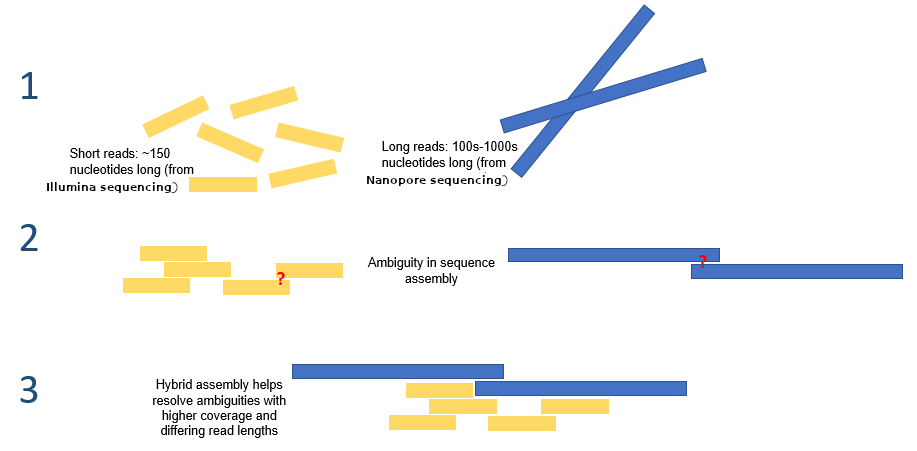 1
Short reads: ~150
nucleotides long (from
Illumina sequencing)
Long reads: 100s-1000s
nucleotides long (from
Nanopore sequencing)
2
?
Ambiguity in sequence
assembly
?
3
Hybrid assembly helps
resolve ambiguities with
higher coverage and
differing read lengths